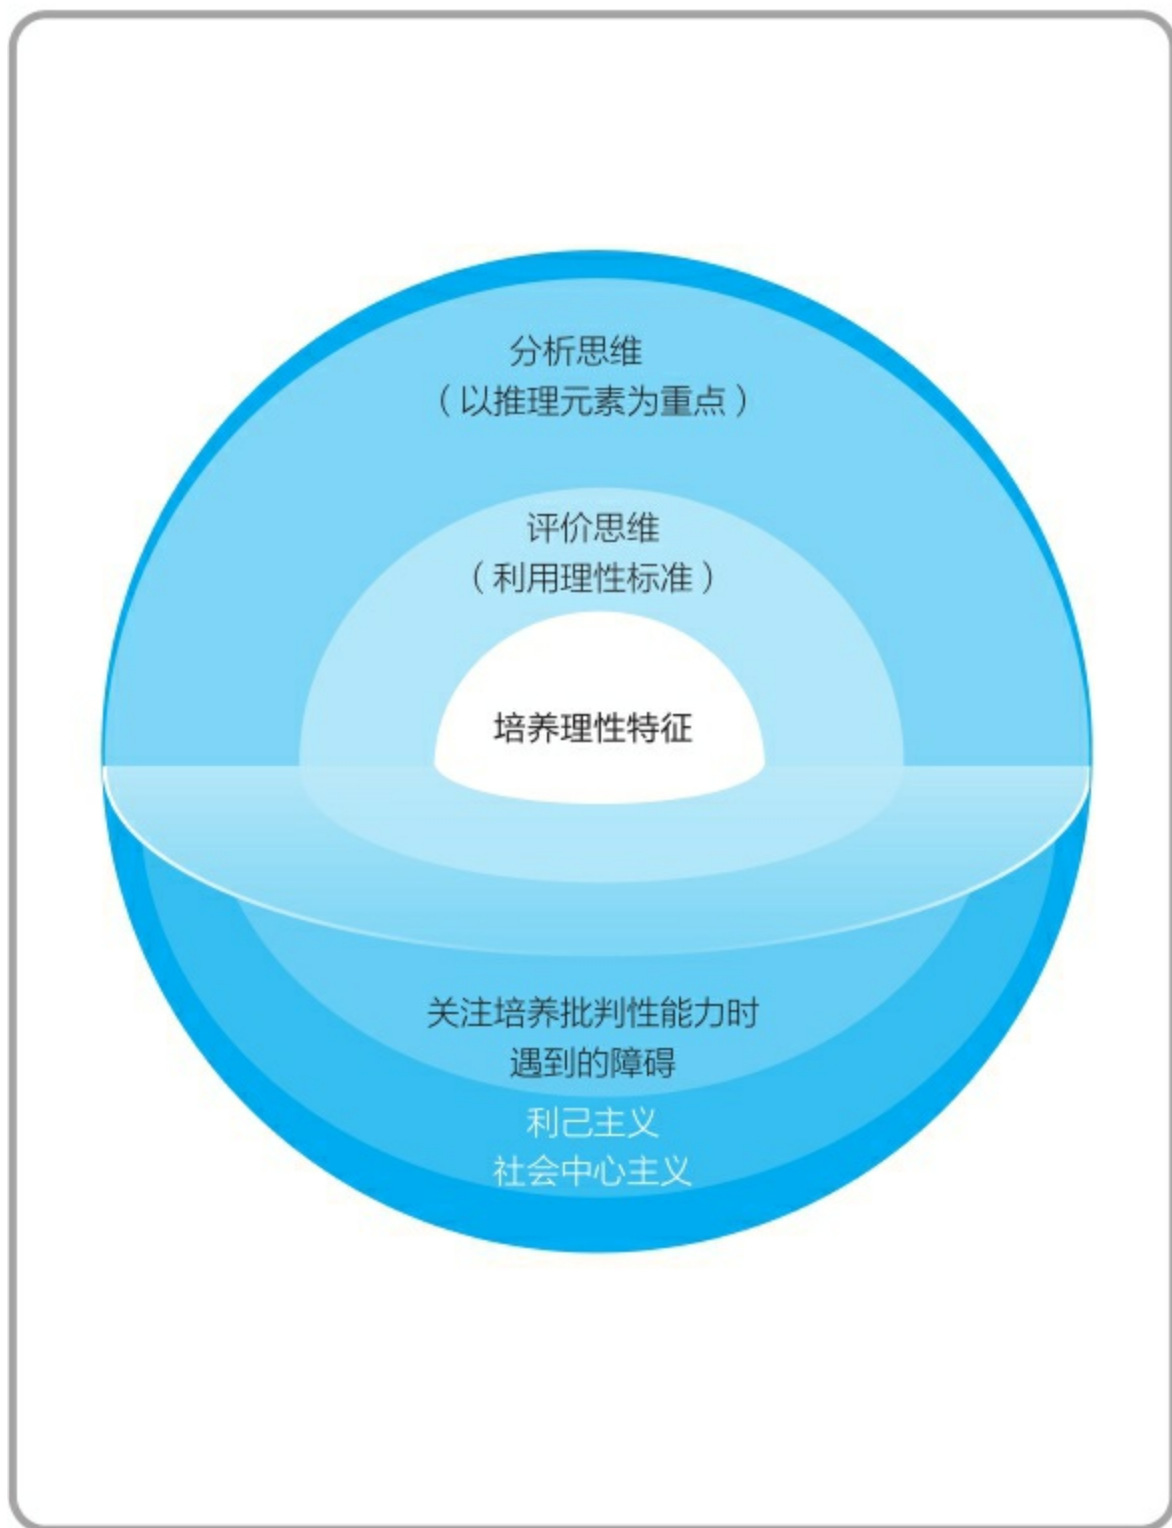 分析思维
（以推理元素为重点）
评价思维
（利用理性标准）
培养理性特征
关注培养批判性能力时
遇到的障碍
利己主义
社会中心主义